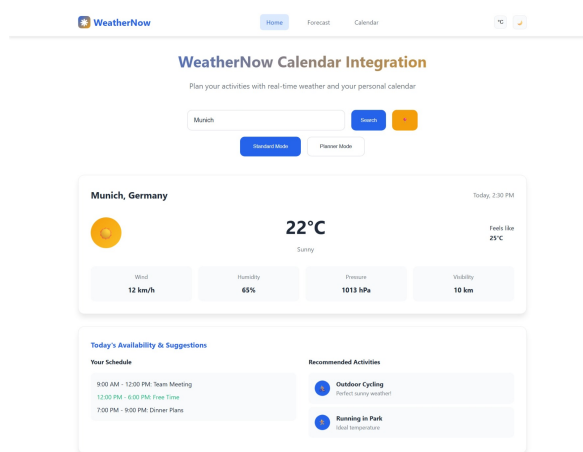 WeatherNow
Home Forecast Calendar
°C
WeatherNow Calendar Integration
Plan your activities with real-time weather and your personal calendar
Munich
Search
Standard Mode Planner Mode
Munich, Germany
Today, 2:30 PM
22°C
Sunny
Feels like
25°C
Wind
12 km/h
Humidity
65%
Pressure
1013 hPa
Visibility
10 km
Today's Availability & Suggestions
Your Schedule
9:00 AM - 12:00 PM: Team Meeting
12:00 PM - 6:00 PM: Free Time
7:00 PM - 9:00 PM: Dinner Plans
Recommended Activities
Outdoor Cycling
Perfect sunny weather!
Running in Park
Ideal temperature